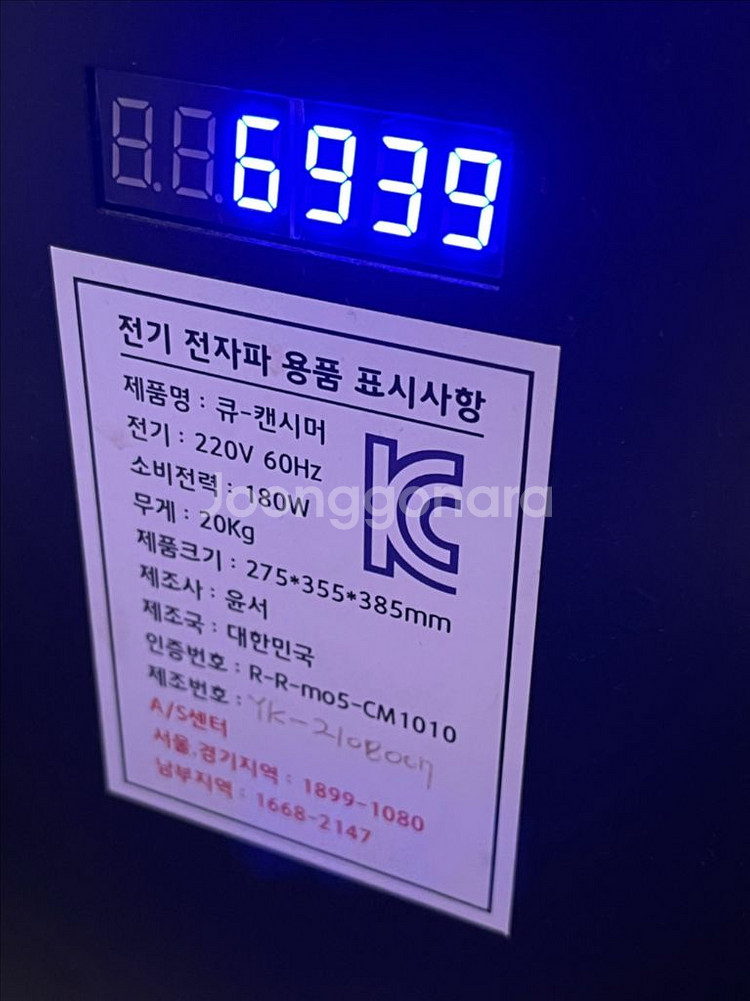 6939
전기 전자파 용품 표시사항
제품명 : 큐-캔시머
전기 : 220V 60Hz
소비전력 : 180W
무게 : 20Kg
제품크기 : 275*355*385mm
제조사 : 윤서
제조국 : 대한민국
인증번호 : R-R-mo5-CM1010
제조번호 :
A/S센터
서울,경기지역 : 1899-1080
남부지역 : 1668-2147
KC
Joonggonara